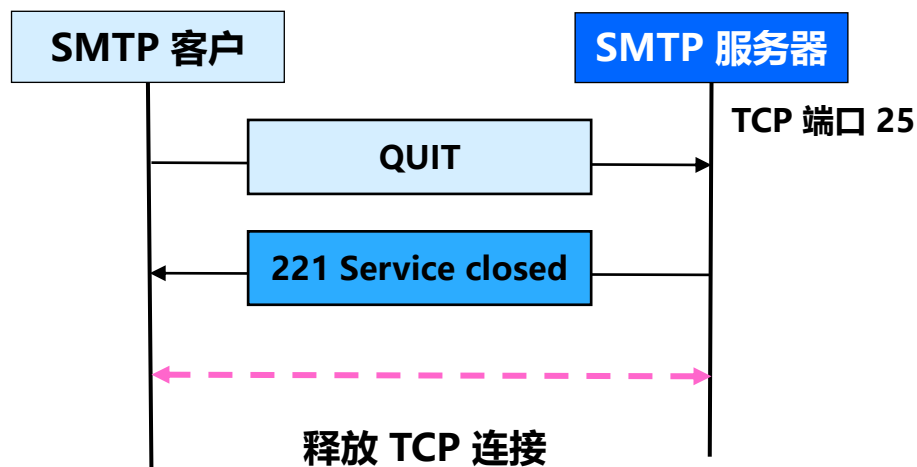 SMTP 客户
SMTP 服务器
TCP 端口 25
QUIT
221 Service closed
释放 TCP 连接